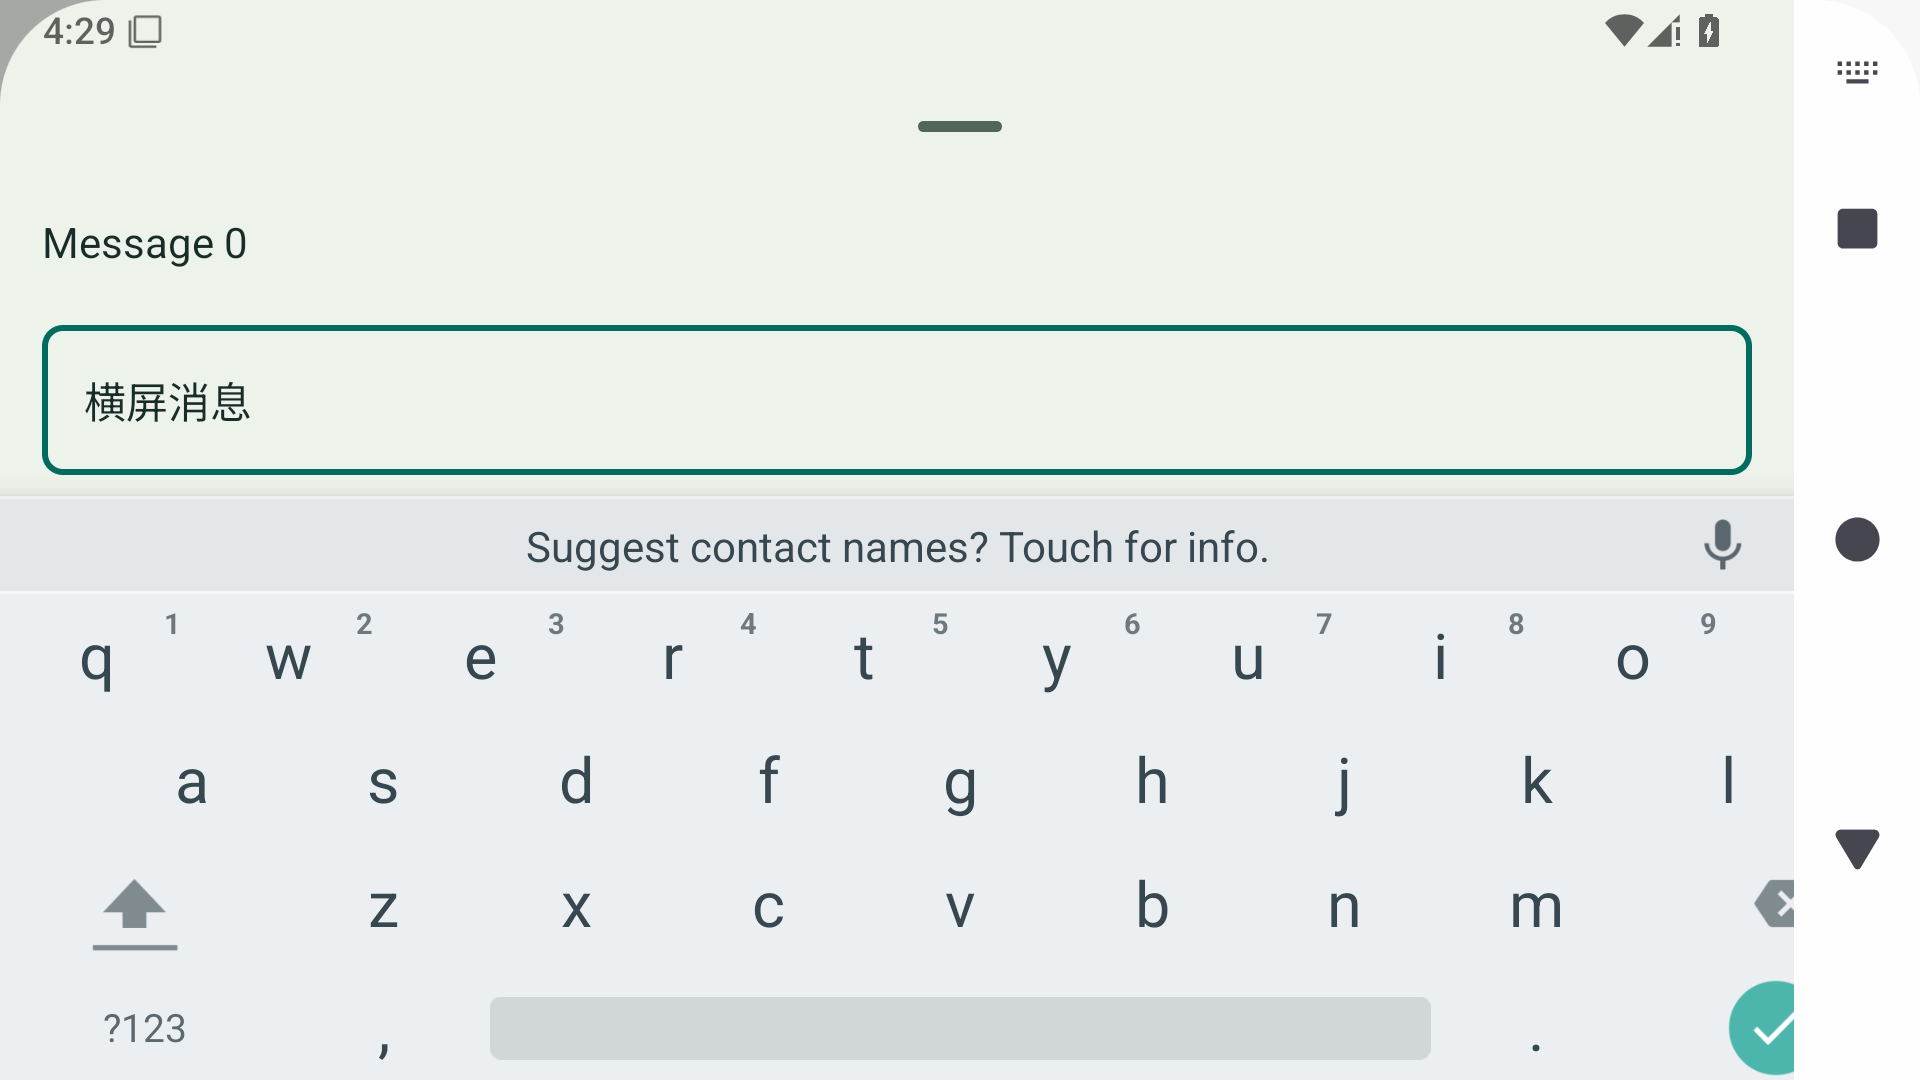 4:29
Message 0
横屏消息
Suggest contact names? Touch for info.
q 1 w 2 e 3 r 4 t 5 y 6 u 7 i 8 o 9
a s d f g h j k l
z x c v b n m
?123 , .